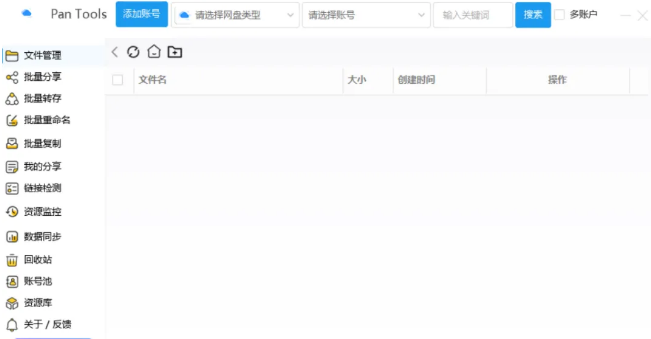 Pan Tools
添加账号
请选择网盘类型
请选择账号
输入关键词
搜索
多账户
文件管理
批量分享
批量转存
批量重命名
批量复制
我的分享
链接检测
资源监控
数据同步
回收站
账号池
资源库
关于 / 反馈
文件名
大小
创建时间
操作